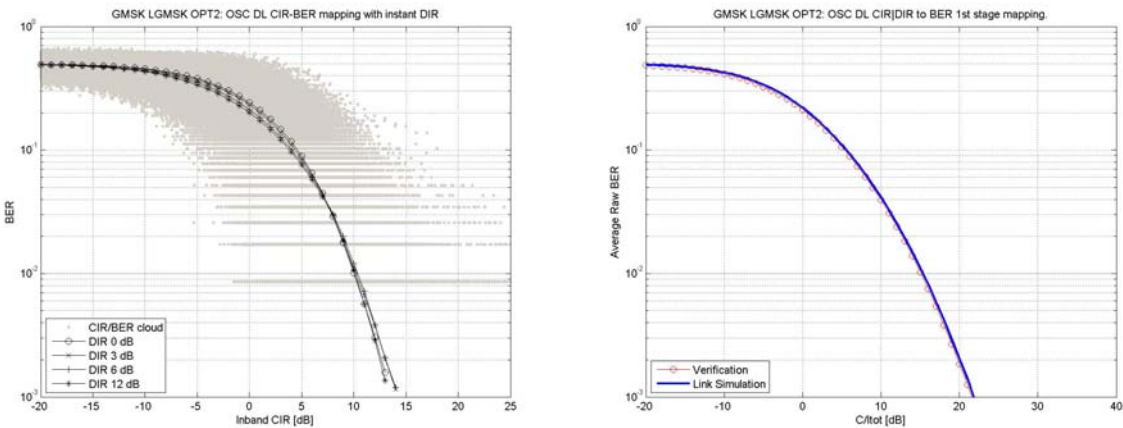 GMSK LGMSK OPT2: OSC DL CIR-BER mapping with instant DIR
10^0
10^-1
10^-2
10^-3
BER
CIR/BER cloud
DIR 0 dB
DIR 3 dB
DIR 6 dB
DIR 12 dB
-20 -15 -10 -5 0 5 10 15 20 25
Inband CIR [dB]
GMSK LGMSK OPT2: OSC DL CIR|DIR to BER 1st stage mapping.
10^0
10^-1
10^-2
10^-3
Average Raw BER
Verification
Link Simulation
-20 -10 0 10 20 30 40
C/Itot [dB]